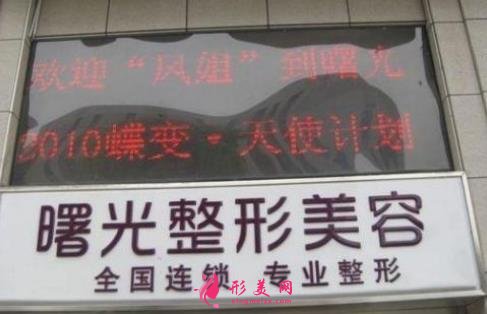 欢迎“凤姐”到曙光
2010蝶变·天使计划
曙光整形美容
全国连锁 专业整形
形美网